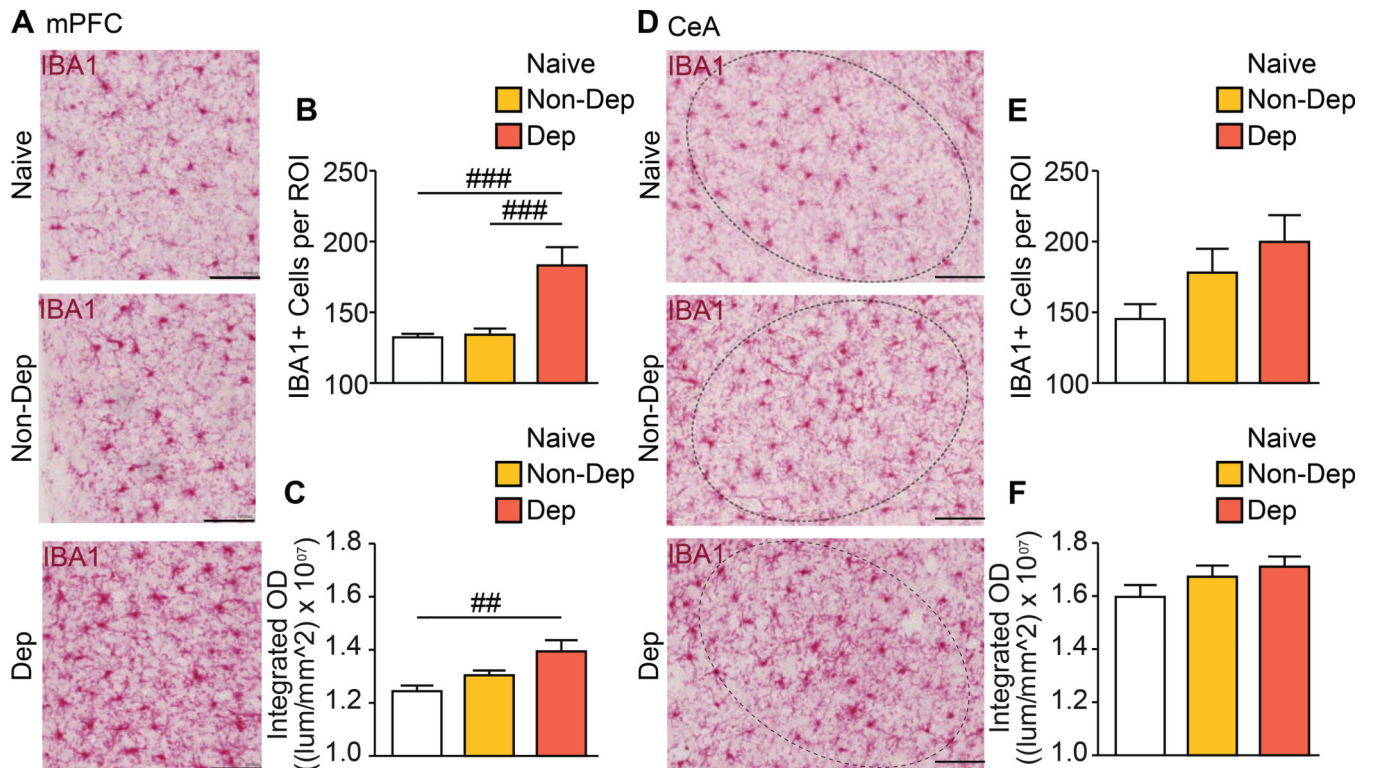 A mPFC
IBA1
Naive
IBA1
Non-Dep
IBA1
Dep
B
Naive
Non-Dep
Dep
IBA1+ Cells per ROI
250
200
150
100
###
###
C
Naive
Non-Dep
Dep
Integrated OD
((lum/mm^2) x 10⁰⁷)
1.8
1.6
1.4
1.2
1.0
##
D CeA
IBA1
Naive
IBA1
Non-Dep
IBA1
Dep
E
Naive
Non-Dep
Dep
IBA1+ Cells per ROI
250
200
150
100
F
Naive
Non-Dep
Dep
Integrated OD
((lum/mm^2) x 10⁰⁷)
1.8
1.6
1.4
1.2
1.0